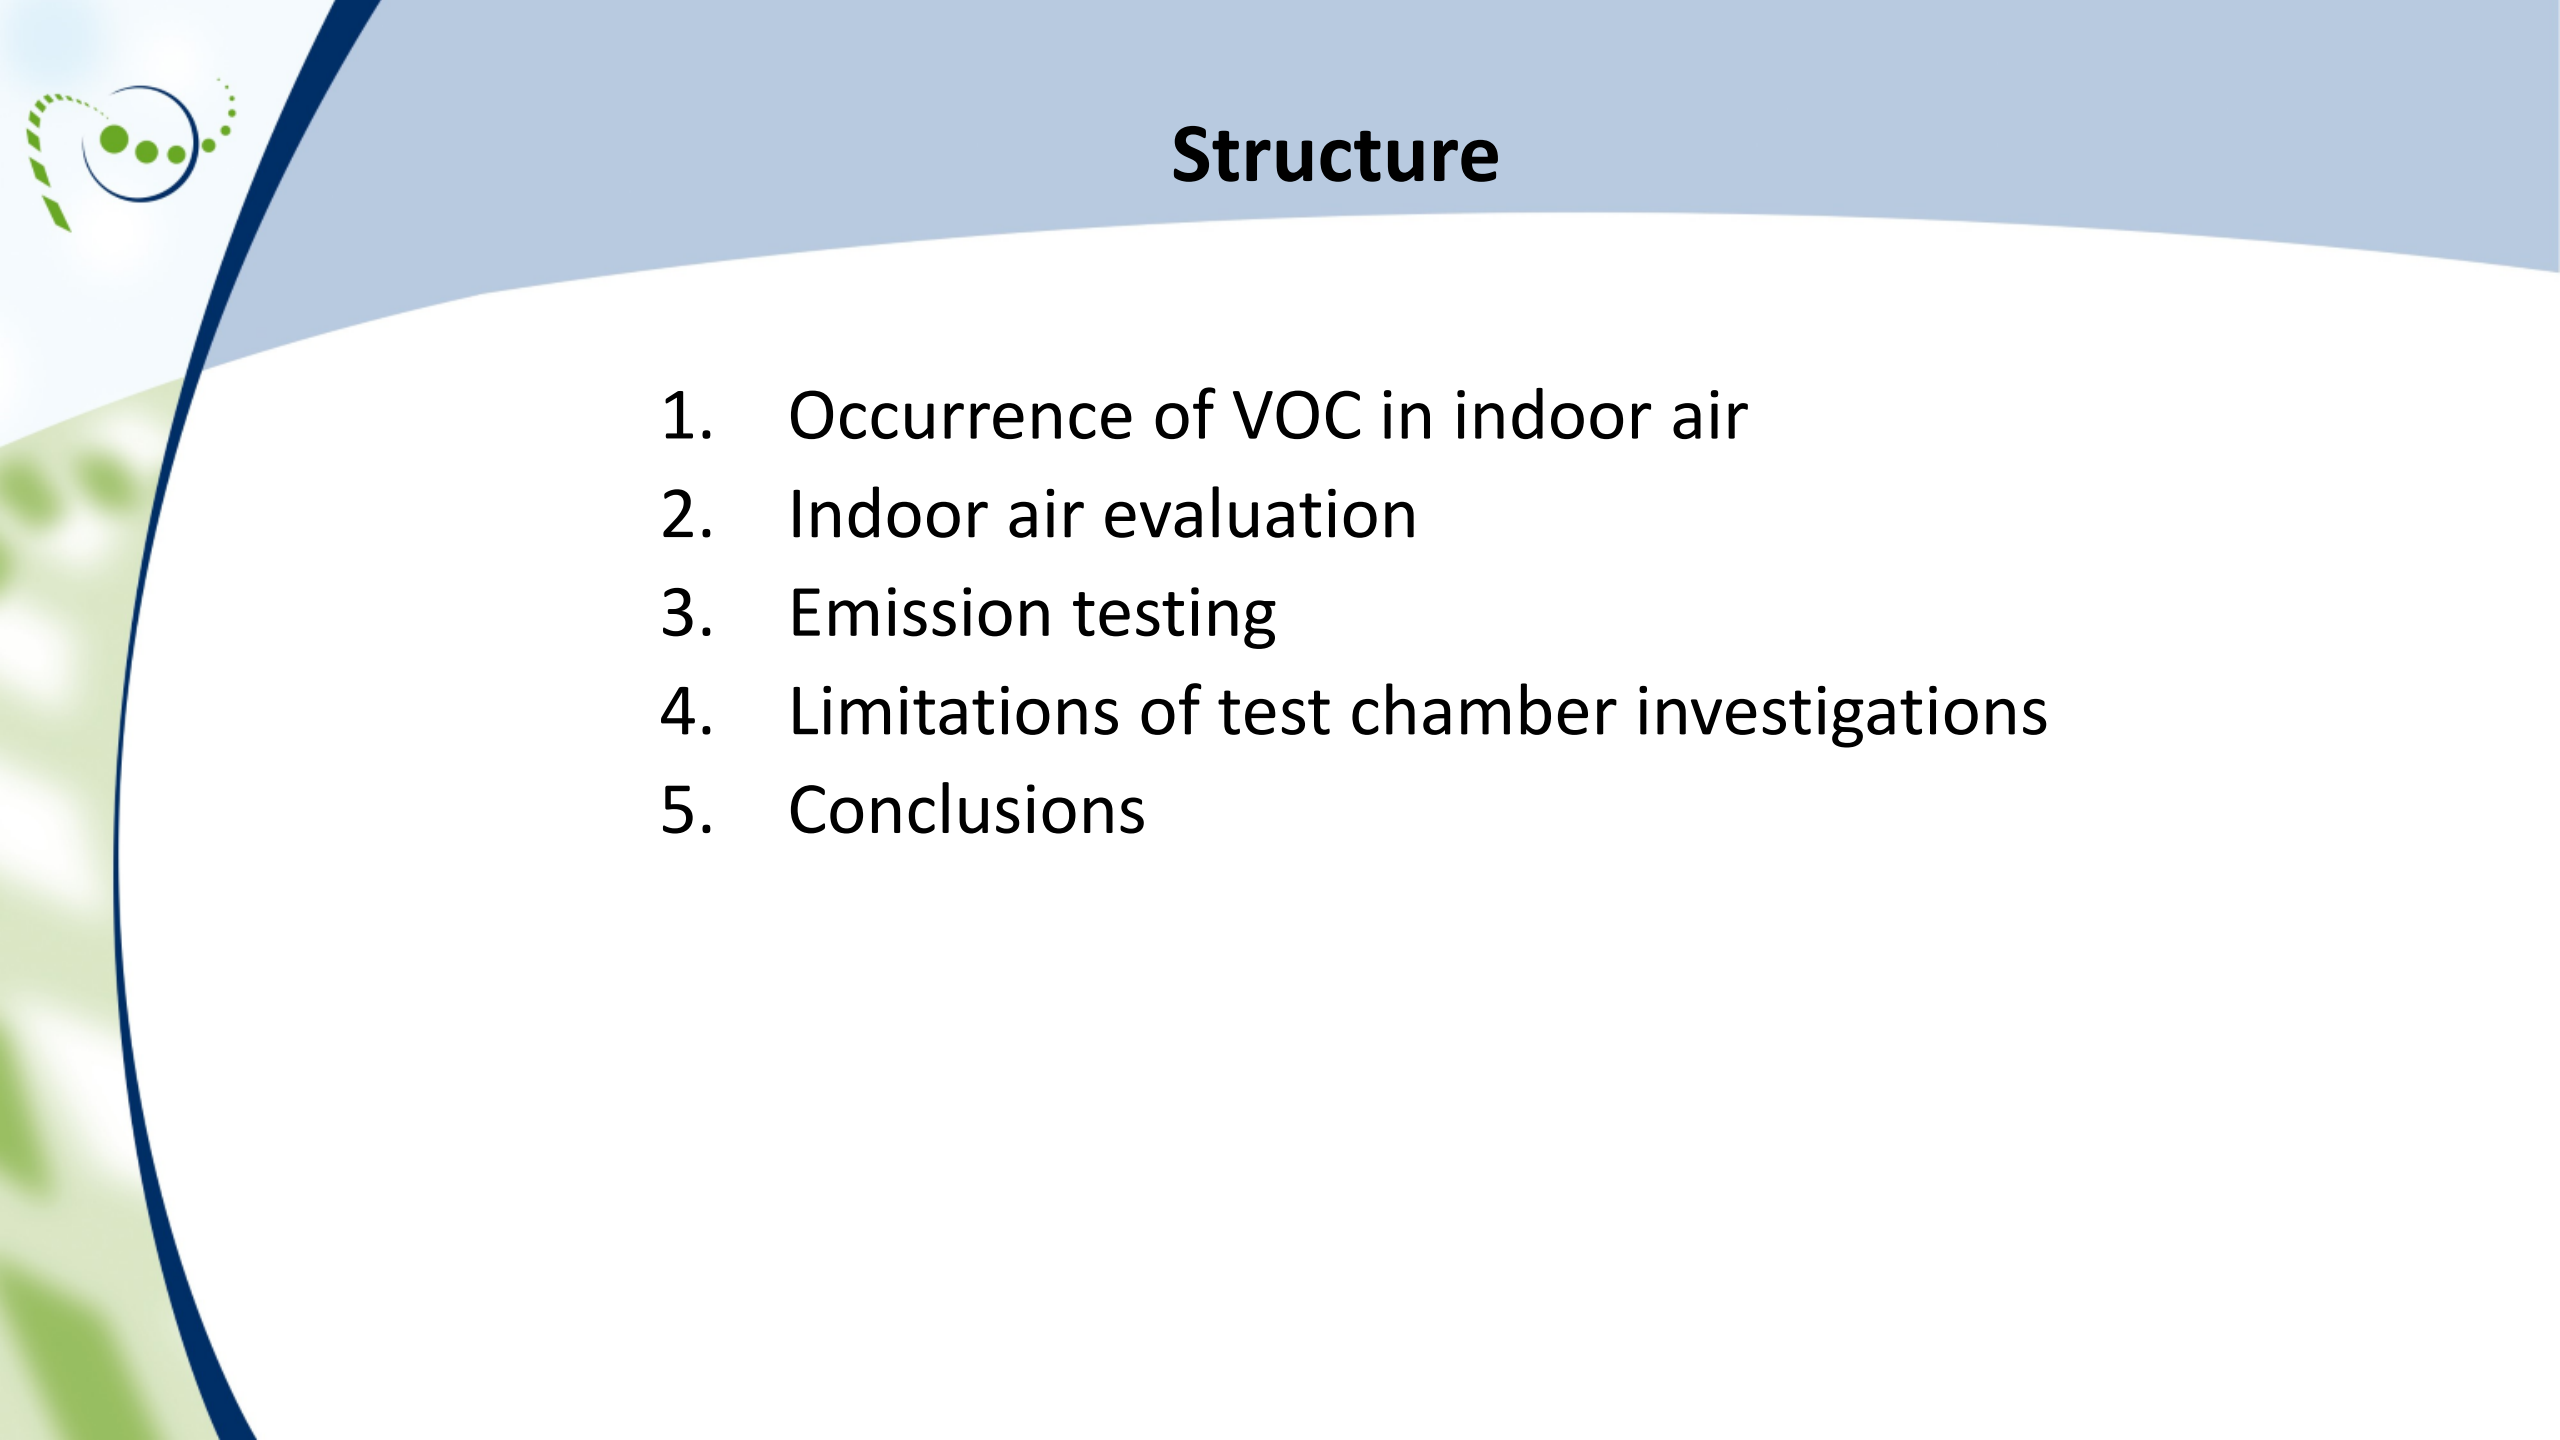 Structure
1. Occurrence of VOC in indoor air
2. Indoor air evaluation
3. Emission testing
4. Limitations of test chamber investigations
5. Conclusions